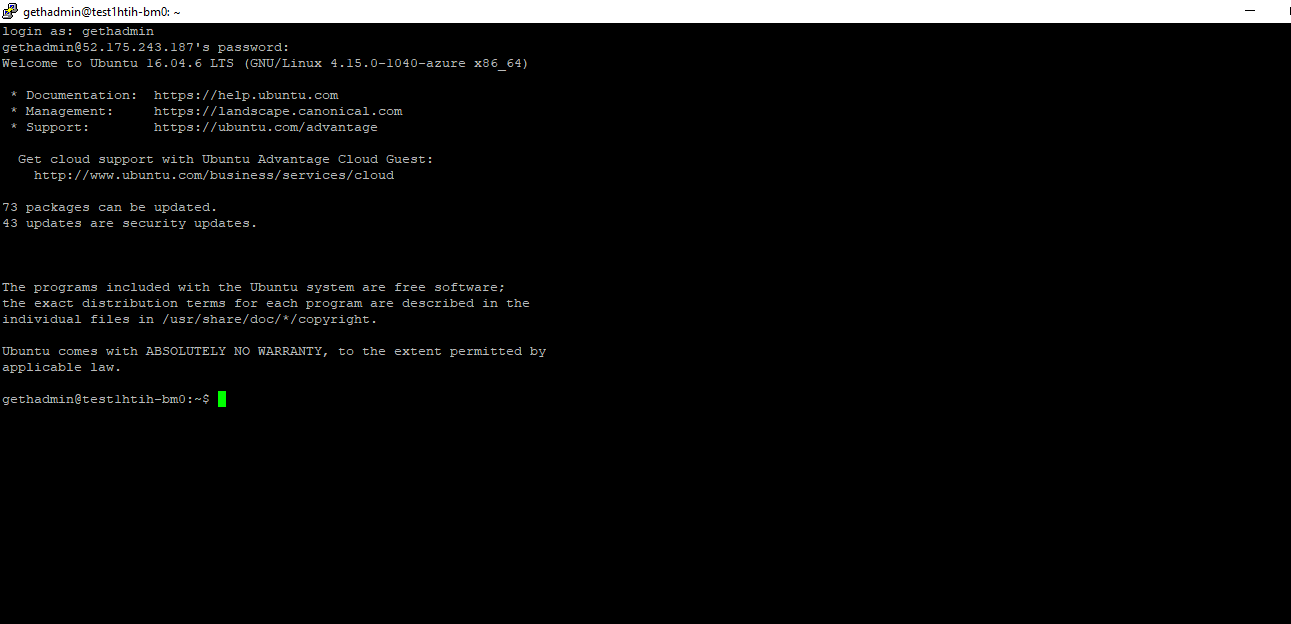 gethadmin@test1htih-bm0: ~
login as: gethadmin
gethadmin@52.175.243.187's password:
Welcome to Ubuntu 16.04.6 LTS (GNU/Linux 4.15.0-1040-azure x86_64)
* Documentation:  https://help.ubuntu.com
* Management:     https://landscape.canonical.com
* Support:        https://ubuntu.com/advantage
Get cloud support with Ubuntu Advantage Cloud Guest:
http://www.ubuntu.com/business/services/cloud
73 packages can be updated.
43 updates are security updates.
The programs included with the Ubuntu system are free software;
the exact distribution terms for each program are described in the
individual files in /usr/share/doc/*/copyright.
Ubuntu comes with ABSOLUTELY NO WARRANTY, to the extent permitted by
applicable law.
gethadmin@test1htih-bm0:~$